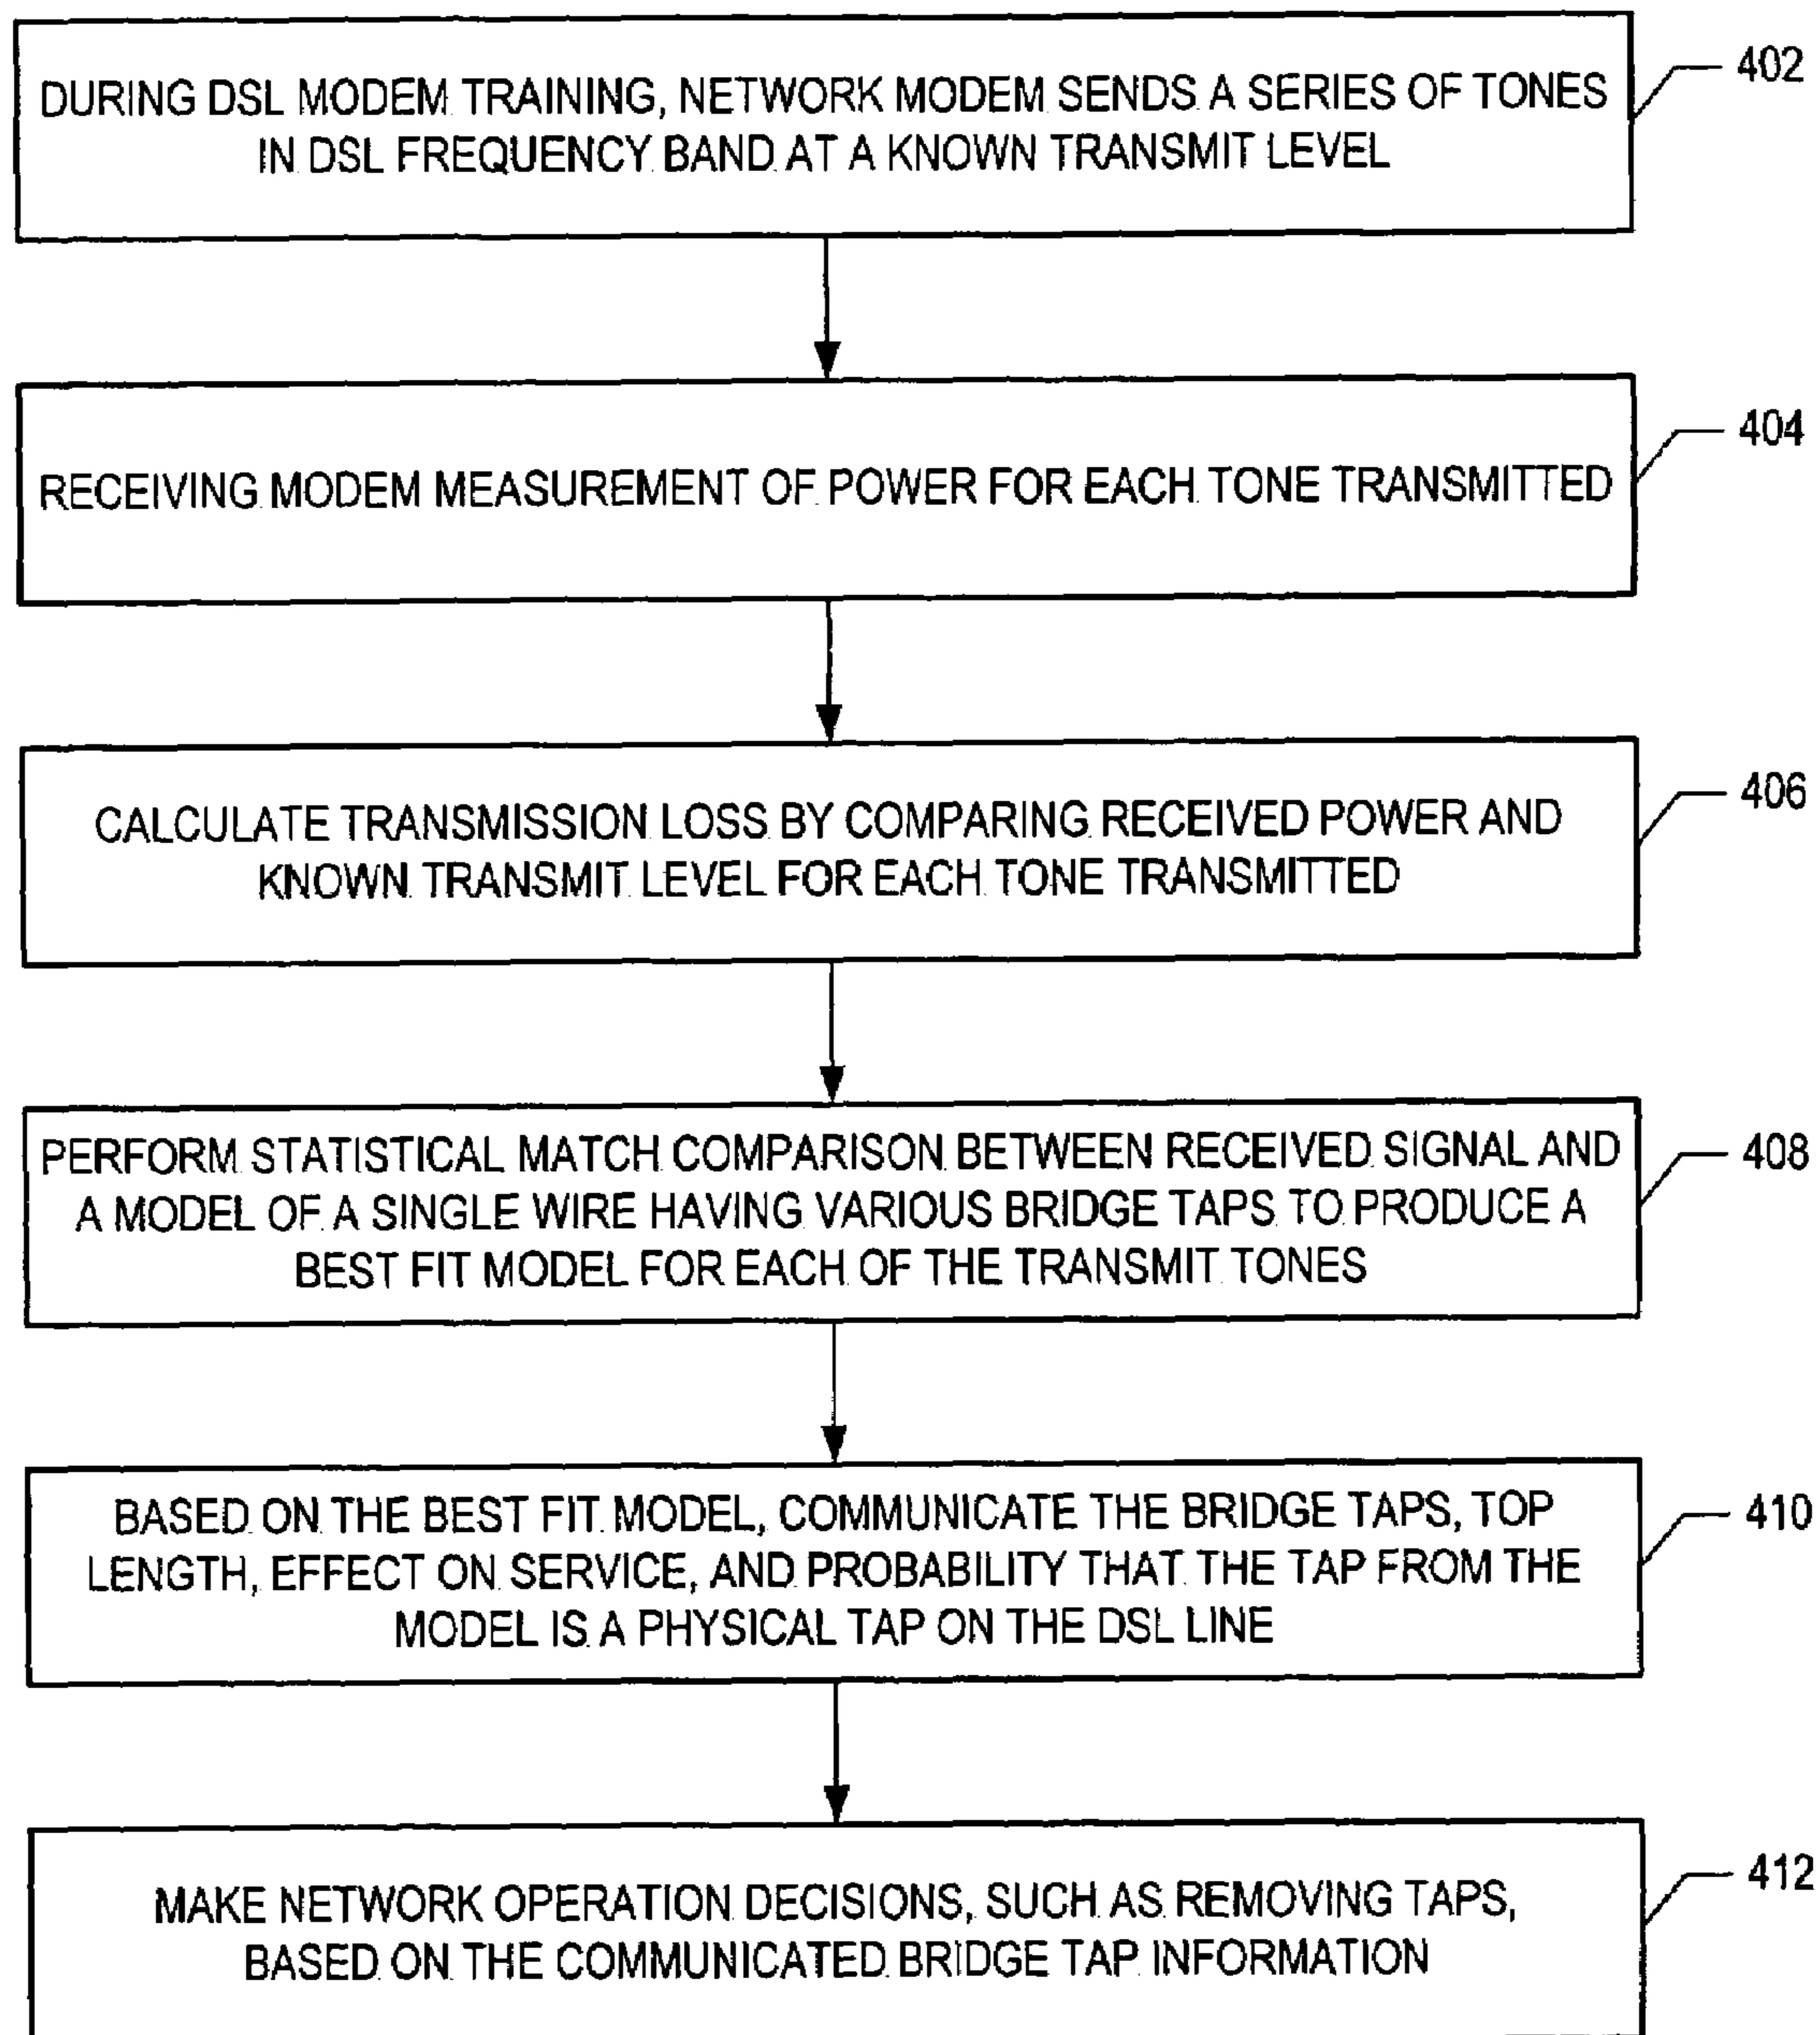 DURING DSL MODEM TRAINING, NETWORK MODEM SENDS A SERIES OF TONES
IN DSL FREQUENCY BAND AT A KNOWN TRANSMIT LEVEL
402
RECEIVING MODEM MEASUREMENT OF POWER FOR EACH TONE TRANSMITTED
404
CALCULATE TRANSMISSION LOSS BY COMPARING RECEIVED POWER AND
KNOWN TRANSMIT LEVEL FOR EACH TONE TRANSMITTED
406
PERFORM STATISTICAL MATCH COMPARISON BETWEEN RECEIVED SIGNAL AND
A MODEL OF A SINGLE WIRE HAVING VARIOUS BRIDGE TAPS TO PRODUCE A
BEST FIT MODEL FOR EACH OF THE TRANSMIT TONES
408
BASED ON THE BEST FIT MODEL, COMMUNICATE THE BRIDGE TAPS, TOP
LENGTH, EFFECT ON SERVICE, AND PROBABILITY THAT THE TAP FROM THE
MODEL IS A PHYSICAL TAP ON THE DSL LINE
410
MAKE NETWORK OPERATION DECISIONS, SUCH AS REMOVING TAPS,
BASED ON THE COMMUNICATED BRIDGE TAP INFORMATION
412